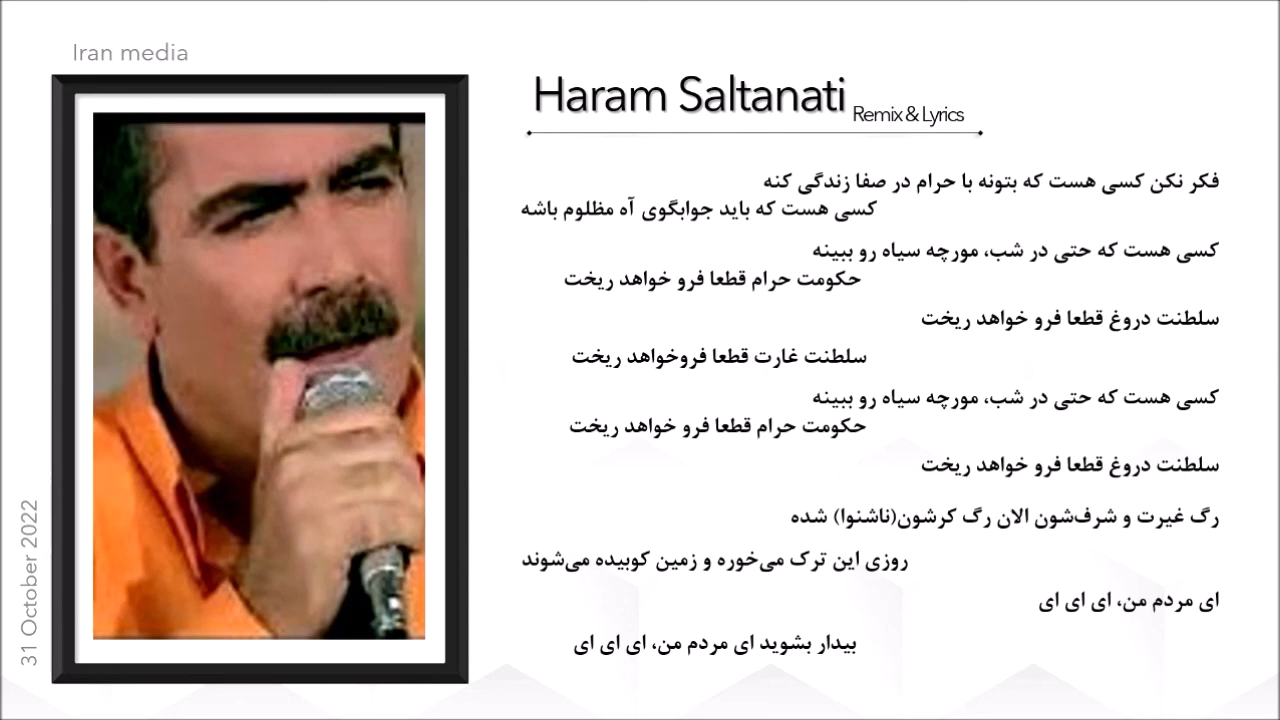 Iran media
Haram Saltanati Remix & Lyrics
فکر نکن کسی هست که بتونه با حرام در صفا زندگی کنه
کسی هست که باید جوابگوی آه مظلوم باشه
کسی هست که حتی در شب، مورچه سیاه رو ببینه
حکومت حرام قطعا فرو خواهد ریخت
سلطنت دروغ قطعا فرو خواهد ریخت
سلطنت غارت قطعا فروخواهد ریخت
کسی هست که حتی در شب، مورچه سیاه رو ببینه
حکومت حرام قطعا فرو خواهد ریخت
سلطنت دروغ قطعا فرو خواهد ریخت
رگ غیرت و شرف‌شون الان رگ کرشون(ناشنوا) شده
روزی این ترک می‌خوره و زمین کوبیده می‌شوند
ای مردم من، ای ای ای
بیدار بشوید ای مردم من، ای ای ای
31 October 2022